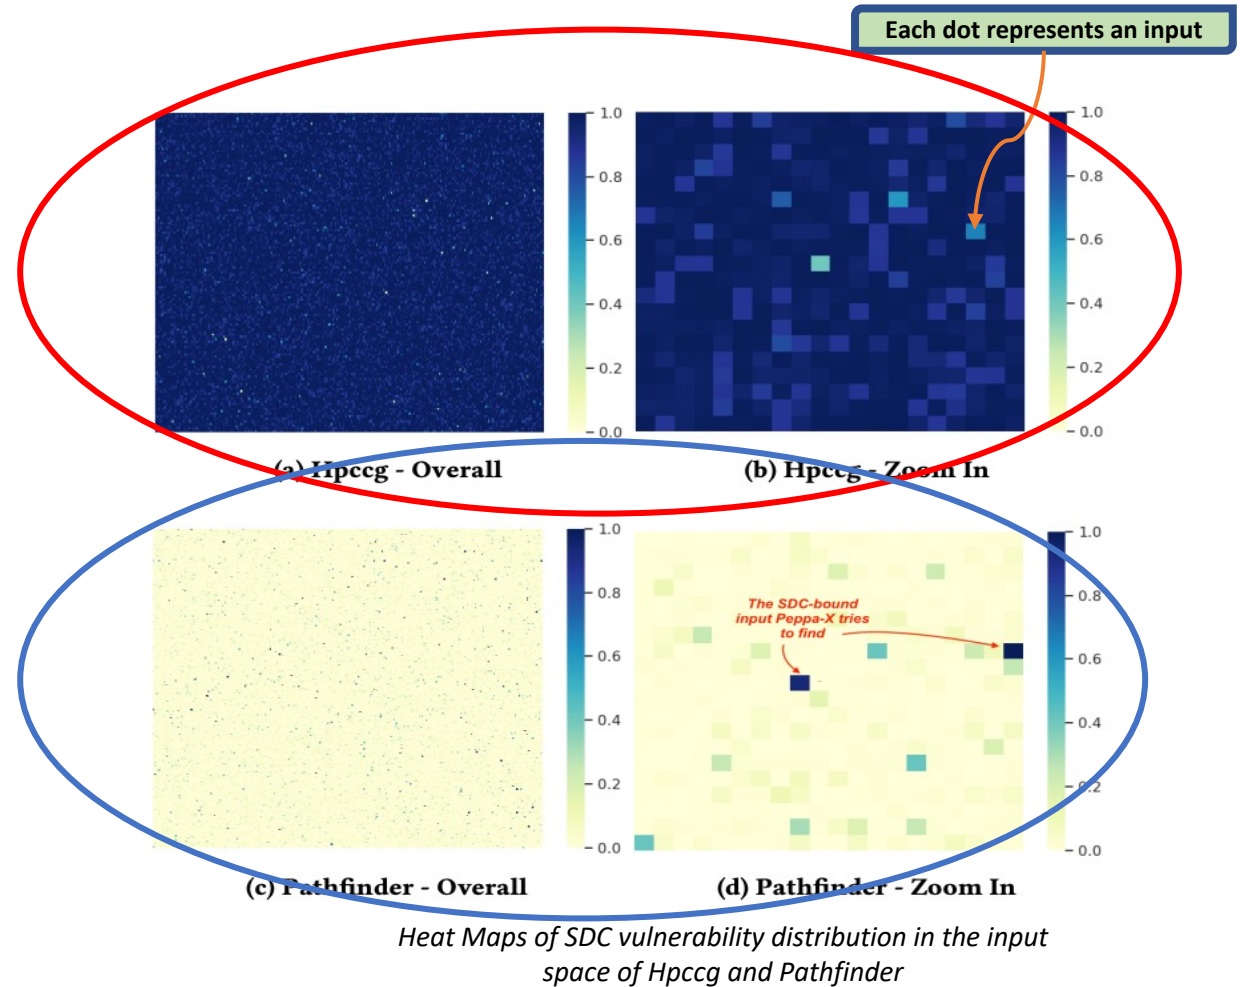 Each dot represents an input
1.0
0.8
0.6
0.4
0.2
0.0
1.0
0.8
0.6
0.4
0.2
0.0
(a) Hpccg - Overall
(b) Hpccg - Zoom In
1.0
0.8
0.6
0.4
0.2
0.0
The SDC-bound
input Peppa-X tries
to find
1.0
0.8
0.6
0.4
0.2
0.0
(c) Pathfinder - Overall
(d) Pathfinder - Zoom In
Heat Maps of SDC vulnerability distribution in the input
space of Hpccg and Pathfinder